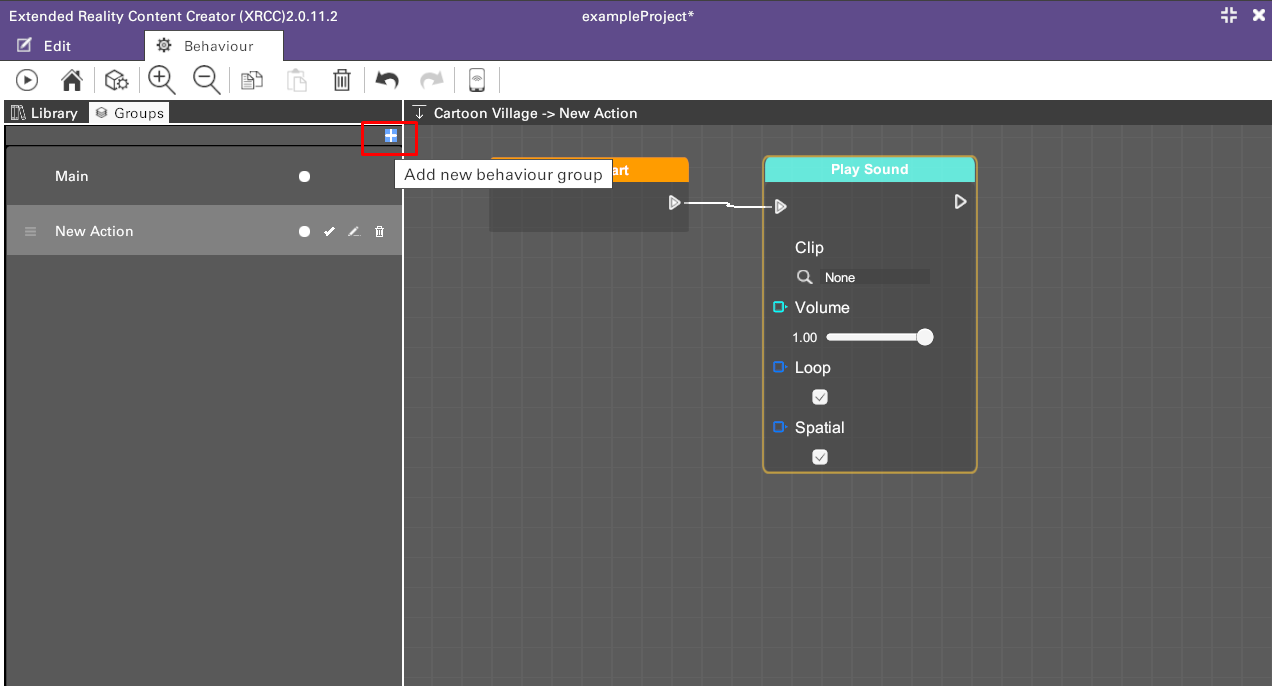 Extended Reality Content Creator (XRCC)2.0.11.2
exampleProject*
Edit
Behaviour
Library
Groups
Cartoon Village -> New Action
Add new behaviour group
Main
New Action
art
Play Sound
Clip
None
Volume
1.00
Loop
Spatial